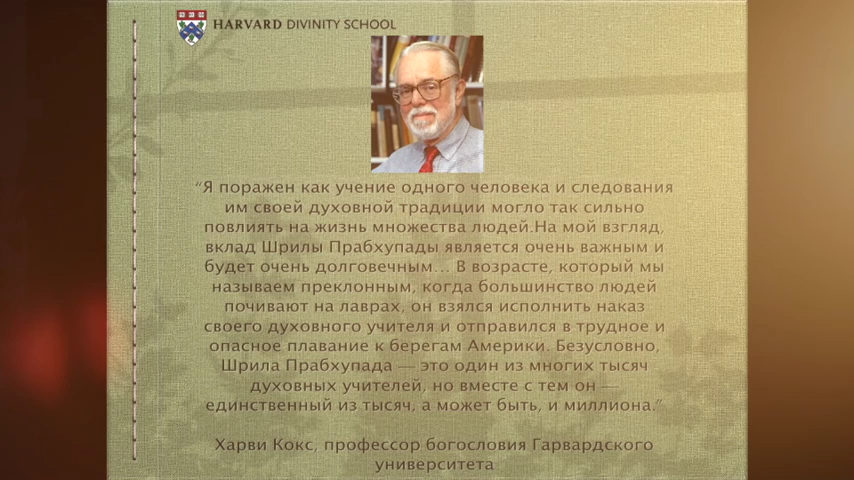 HARVARD DIVINITY SCHOOL
“Я поражен как учение одного человека и следования
им своей духовной традиции могло так сильно
повлиять на жизнь множества людей.На мой взгляд,
вклад Шрилы Прабхупады является очень важным и
будет очень долговечным... В возрасте, который мы
называем преклонным, когда большинство людей
почивают на лаврах, он взялся исполнить наказ
своего духовного учителя и отправился в трудное и
опасное плавание к берегам Америки. Безусловно,
Шрила Прабхупада — это один из многих тысяч
духовных учителей, но вместе с тем он —
единственный из тысяч, а может быть, и миллиона.”
Харви Кокс, профессор богословия Гарвардского
университета